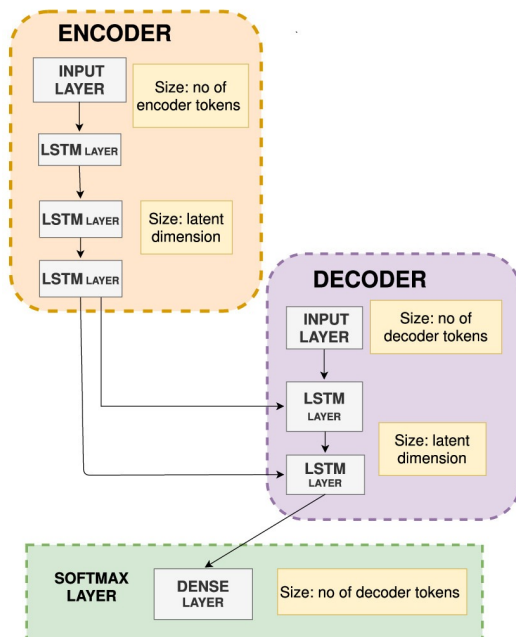 ENCODER
INPUT
LAYER
Size: no of
encoder tokens
LSTM LAYER
LSTM LAYER
Size: latent
dimension
LSTM LAYER
DECODER
INPUT
LAYER
Size: no of
decoder tokens
LSTM
LAYER
Size: latent
dimension
LSTM
LAYER
SOFTMAX
LAYER
DENSE
LAYER
Size: no of decoder tokens